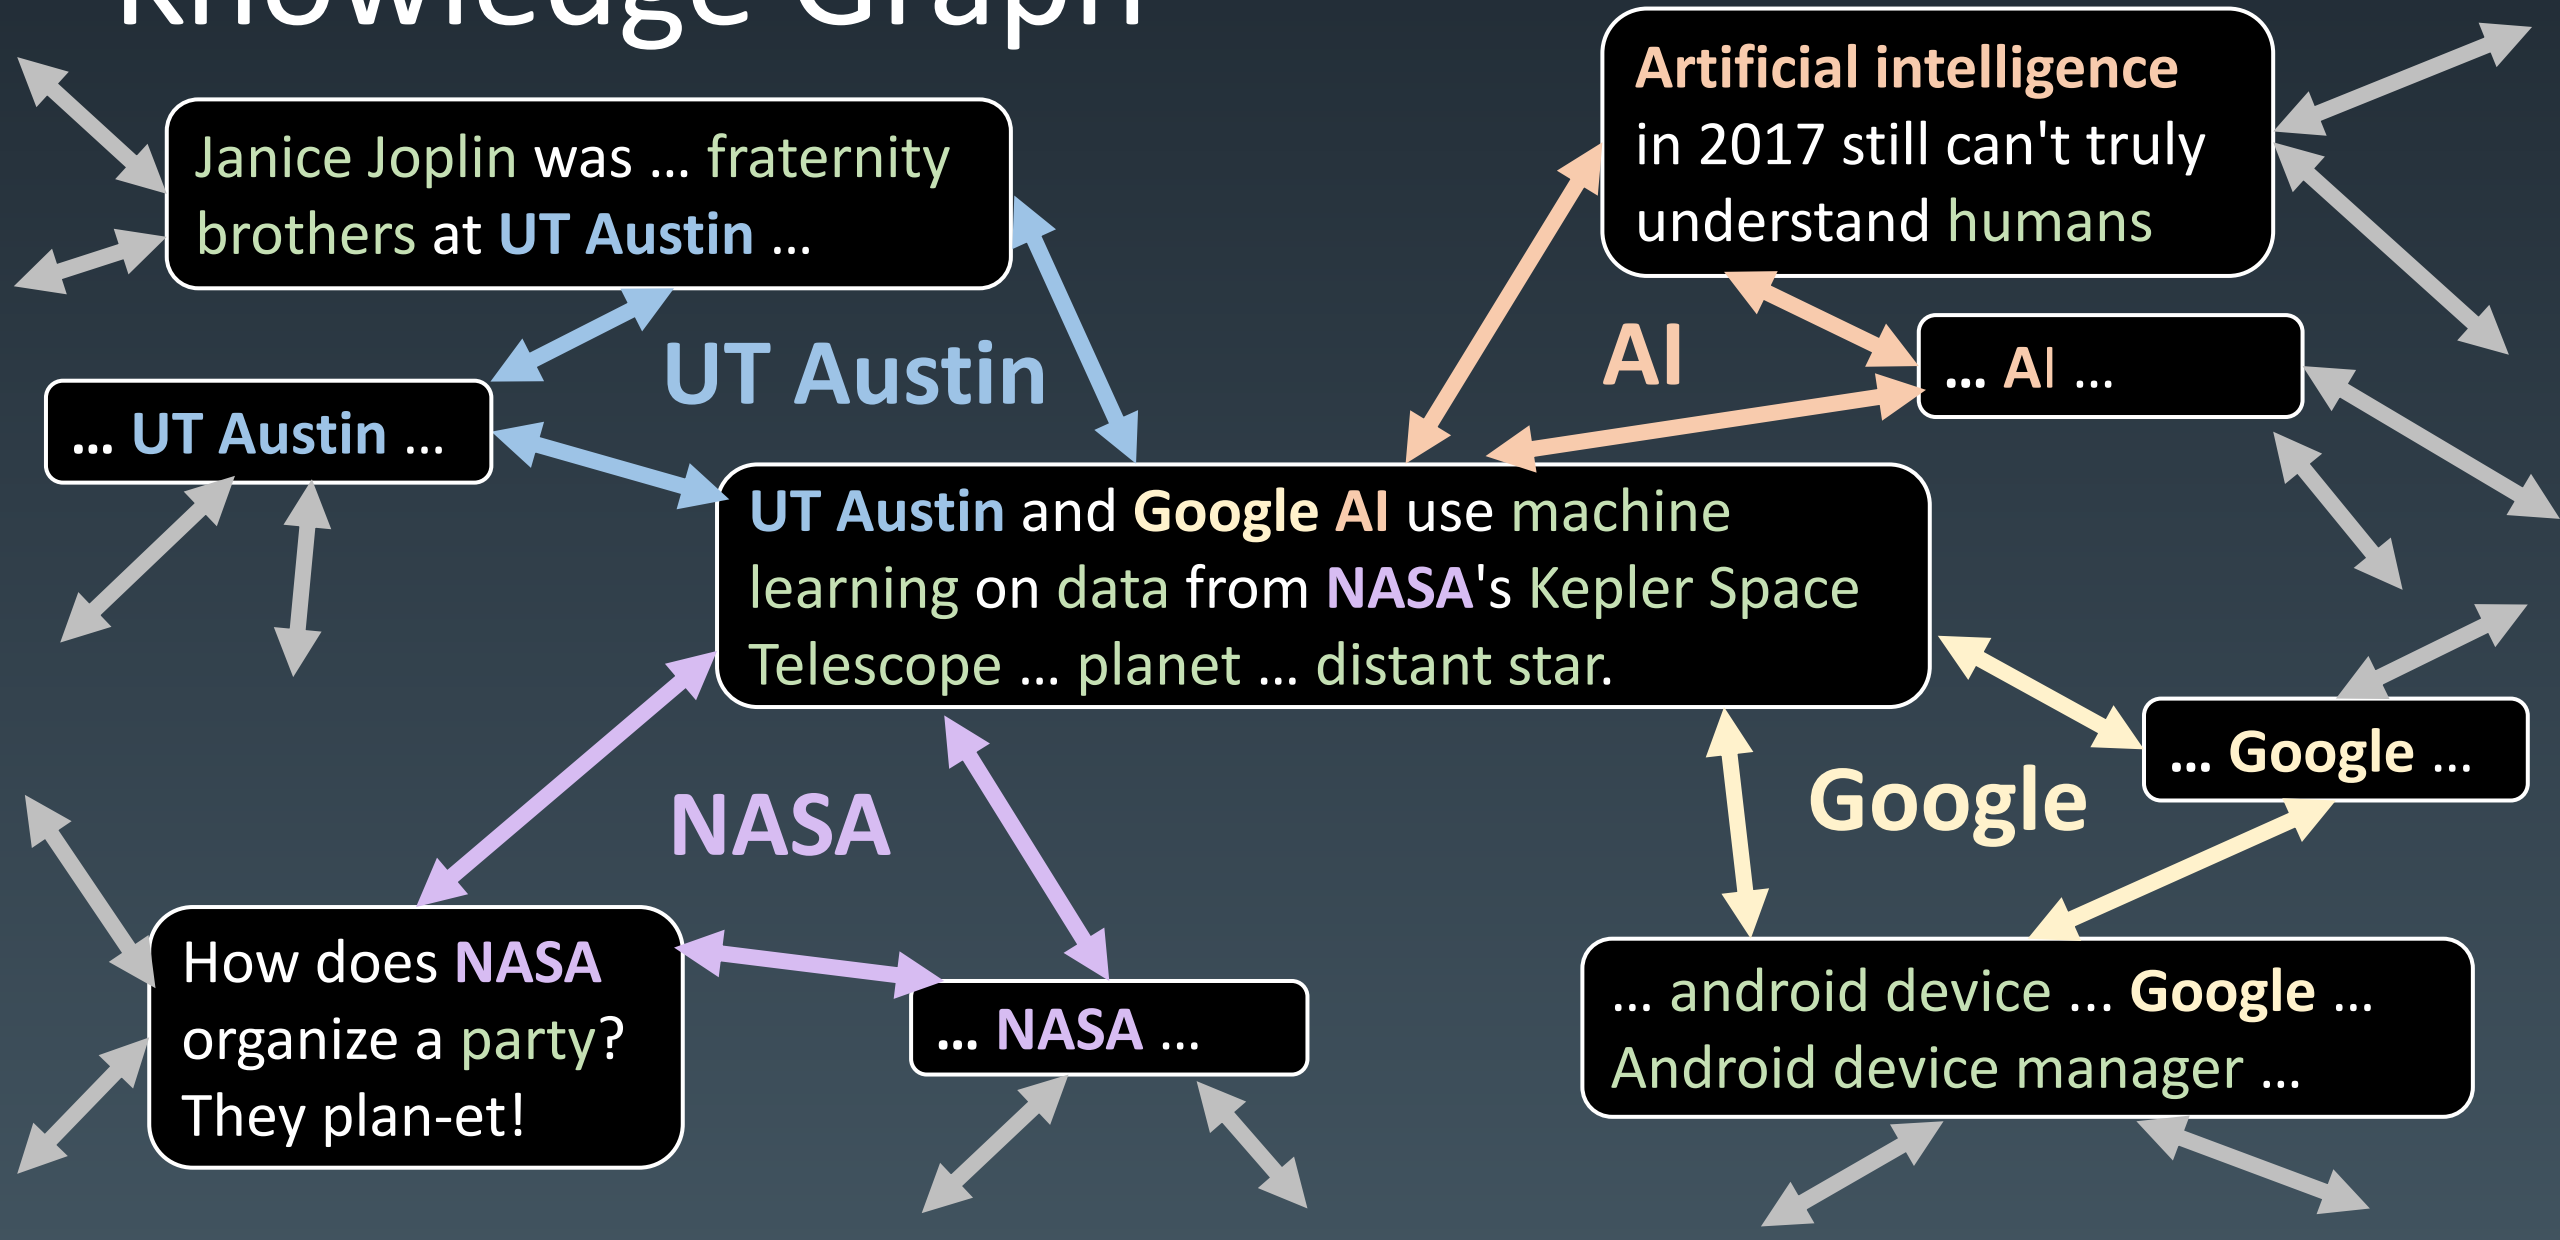 Knowledge Graph
Janice Joplin was ... fraternity
brothers at UT Austin ...
Artificial intelligence
in 2017 still can't truly
understand humans
UT Austin
AI
... AI ...
... UT Austin ...
UT Austin and Google AI use machine
learning on data from NASA's Kepler Space
Telescope ... planet ... distant star.
... Google ...
NASA
Google
How does NASA
organize a party?
They plan-et!
... NASA ...
... android device ... Google ...
Android device manager ...